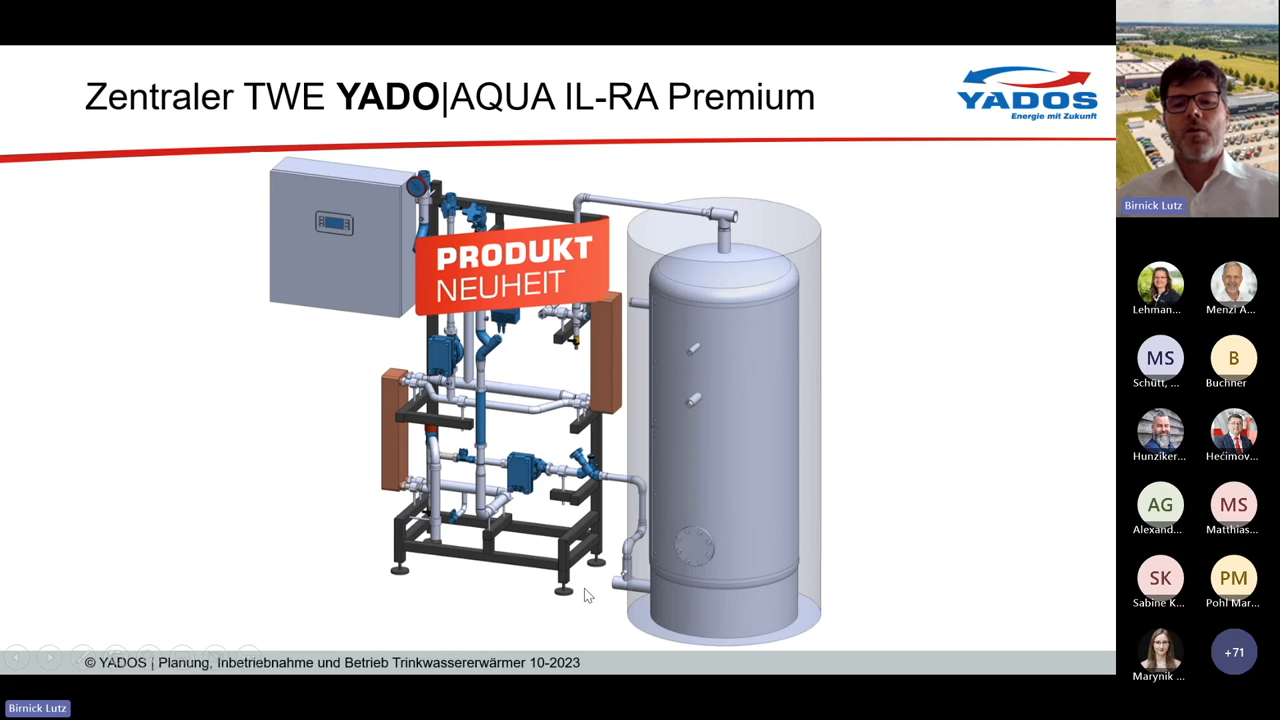 Zentraler TWE YADO|AQUA IL-RA Premium
YADOS
Energie mit Zukunft
PRODUKT
NEUHEIT
© YADOS | Planung, Inbetriebnahme und Betrieb Trinkwassererwärmer 10-2023
Birnick Lutz
Birnick Lutz
Lehman...
Menzi A...
MS
B
Schütt, ...
Buchner
Hunziker...
Hećimov...
AG
MS
Alexand...
Matthias...
SK
PM
Sabine K...
Pohl Mar...
Marynik ...
+71